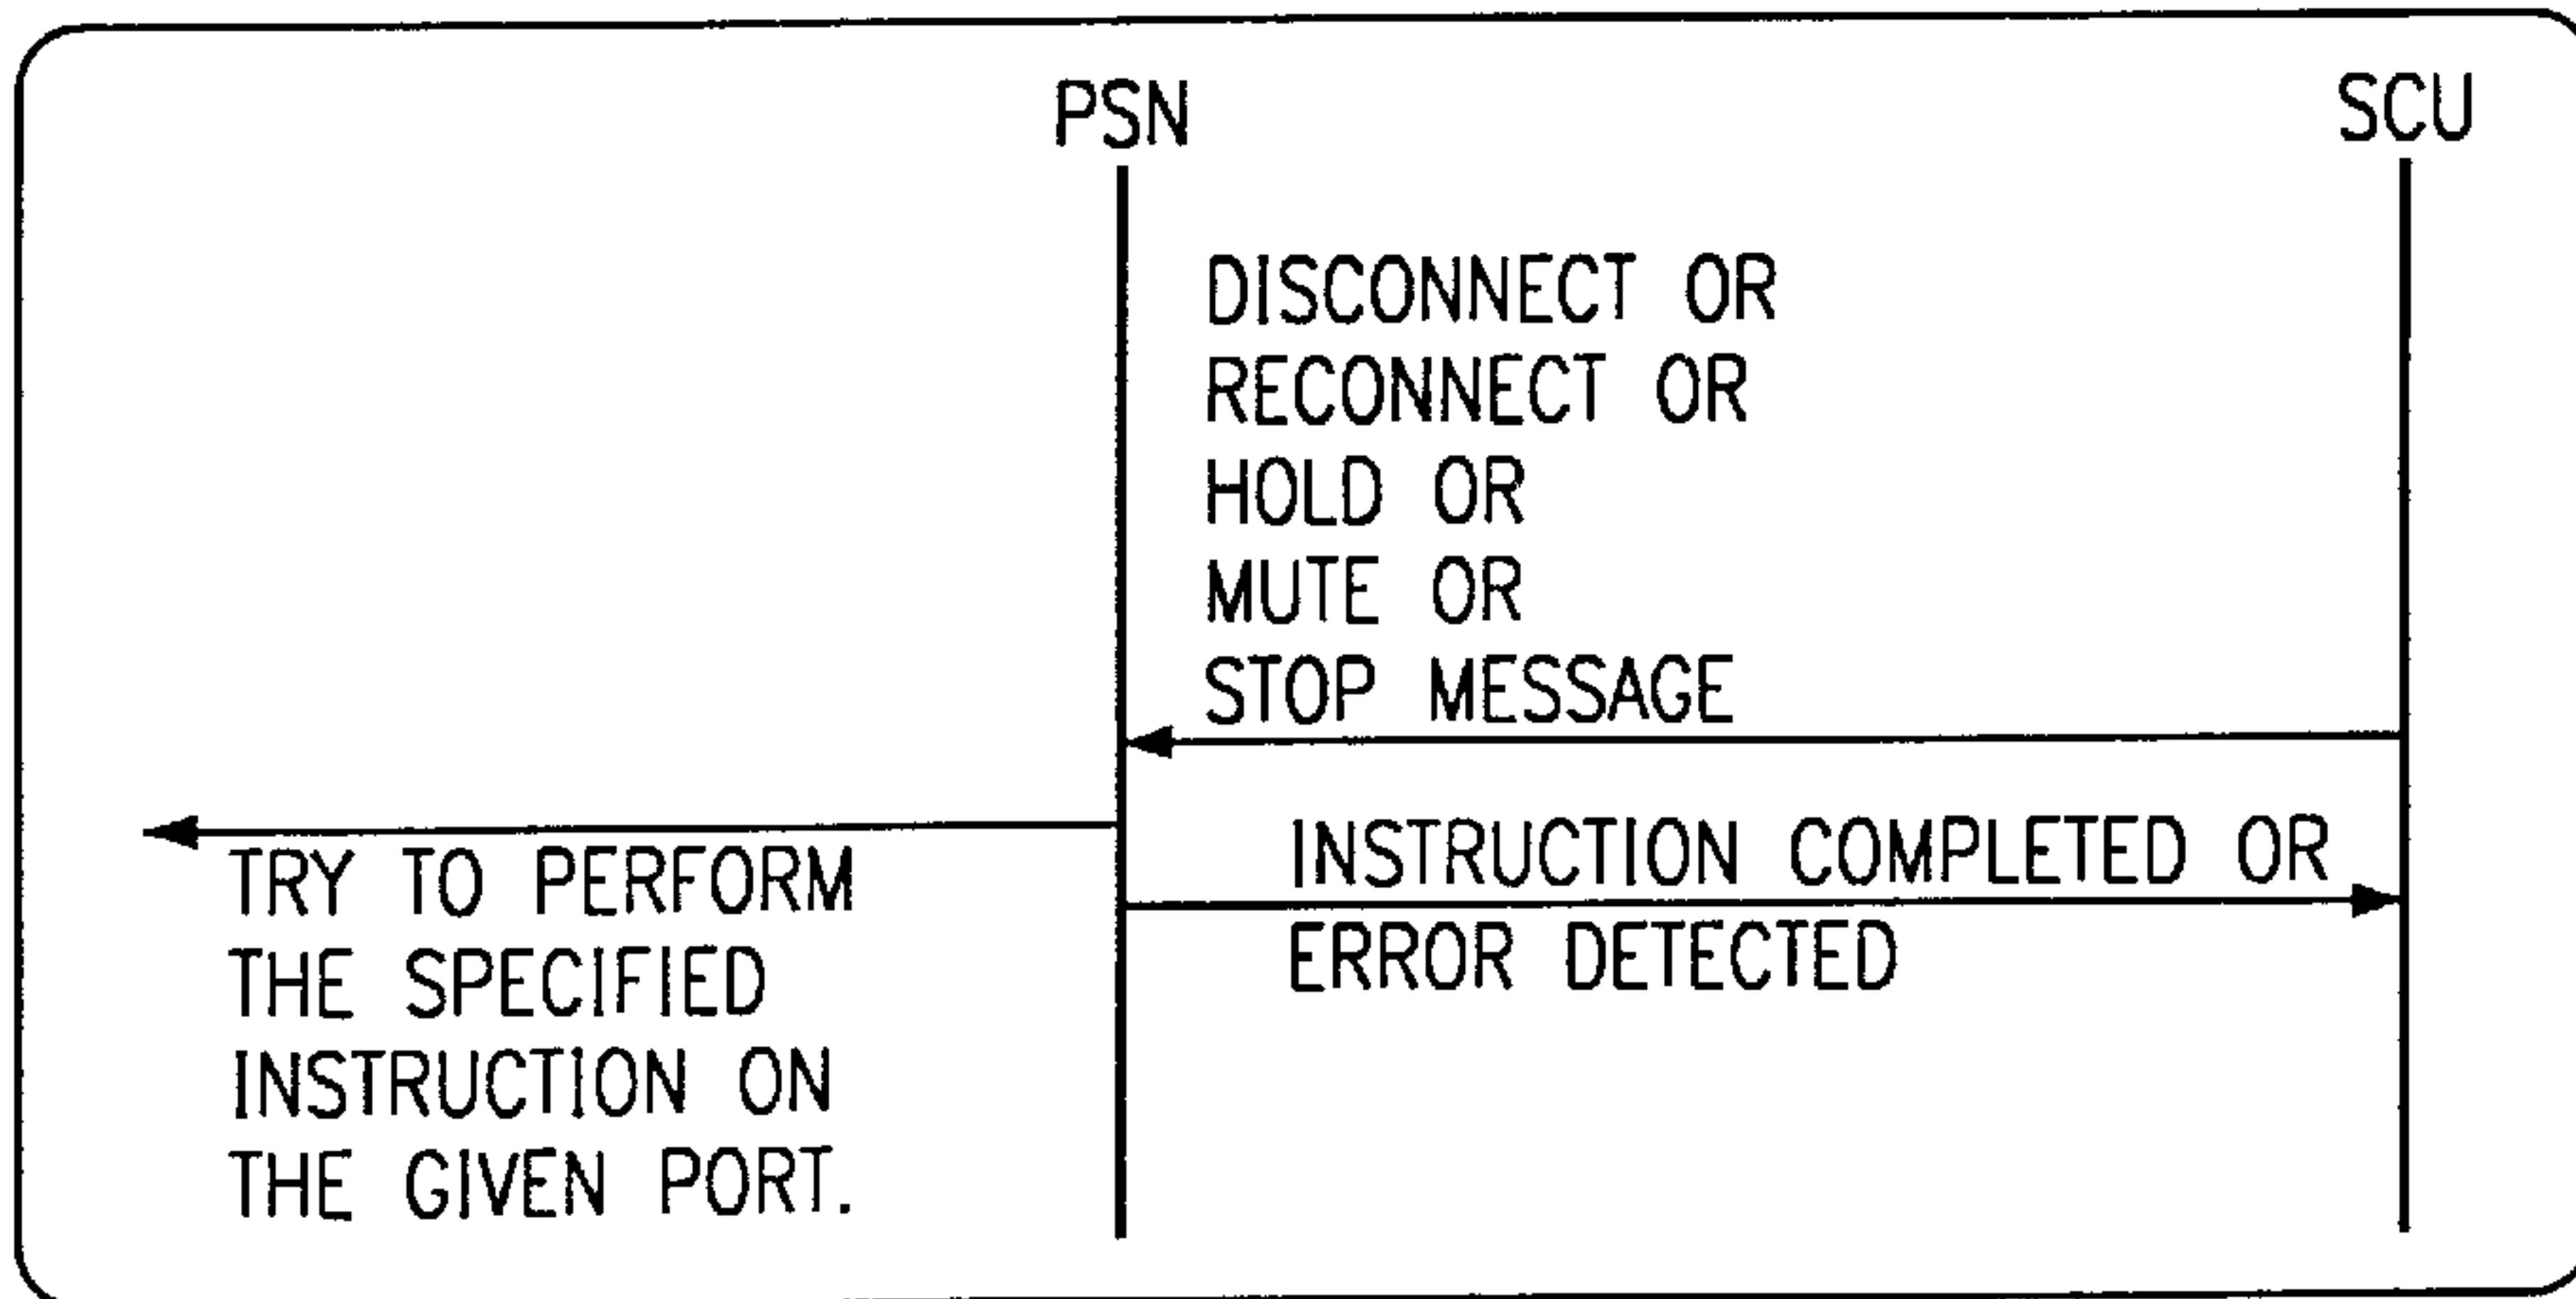 PSN
SCU
DISCONNECT OR
RECONNECT OR
HOLD OR
MUTE OR
STOP MESSAGE
INSTRUCTION COMPLETED OR
ERROR DETECTED
TRY TO PERFORM
THE SPECIFIED
INSTRUCTION ON
THE GIVEN PORT.